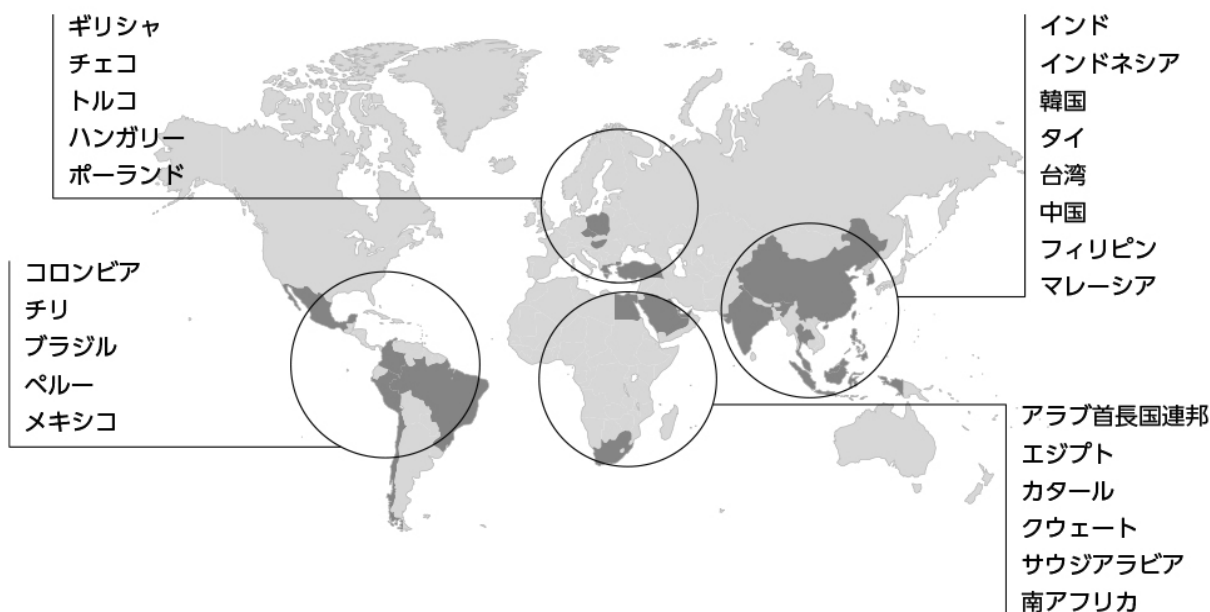 ギリシャ
チェコ
トルコ
ハンガリー
ポーランド
コロンビア
チリ
ブラジル
ペルー
メキシコ
インド
インドネシア
韓国
タイ
台湾
中国
フィリピン
マレーシア
アラブ首長国連邦
エジプト
カタール
クウェート
サウジアラビア
南アフリカ